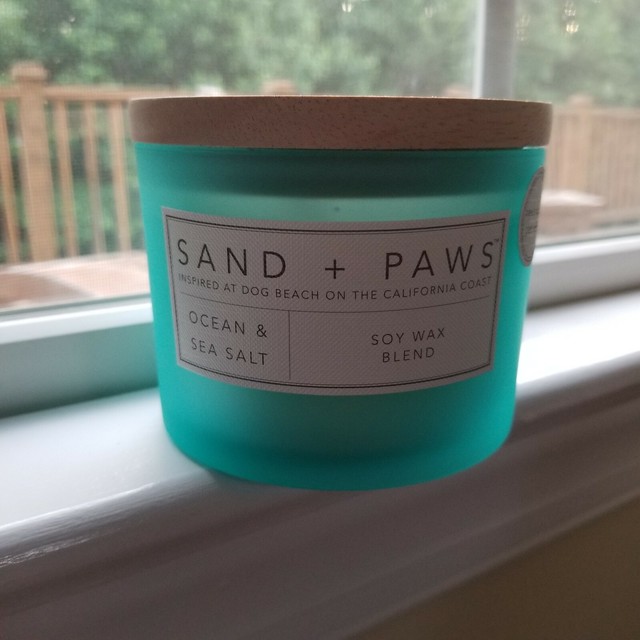 SAND + PAWS™
INSPIRED AT DOG BEACH ON THE CALIFORNIA COAST
OCEAN &
SEA SALT
SOY WAX
BLEND